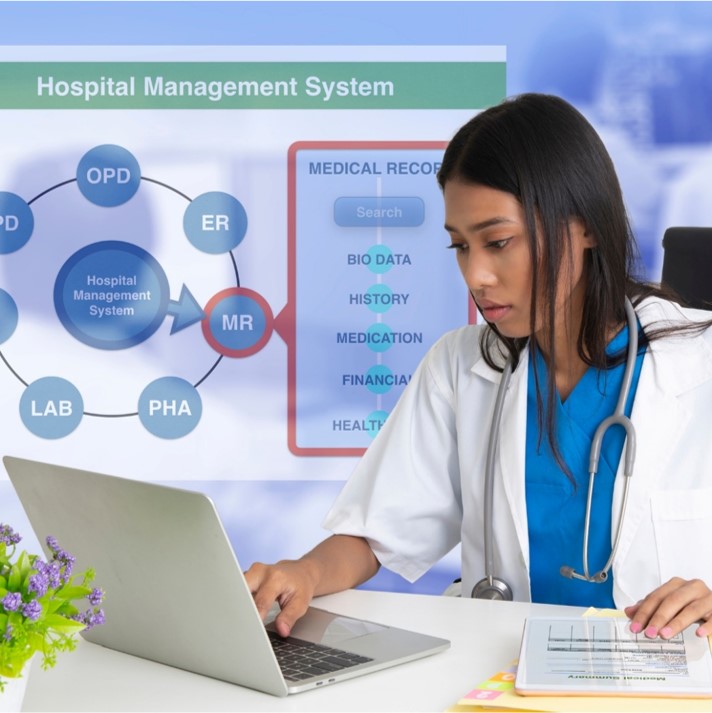 Hospital Management System
OPD
PD
ER
Hospital
Management
System
MR
LAB
PHA
MEDICAL RECOR
Search
BIO DATA
HISTORY
MEDICATION
FINANCIAL
HEALTH
Medical Summary